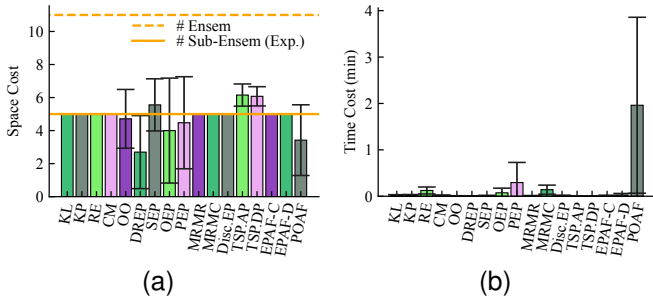 # Ensem
# Sub-Ensem (Exp.)
Space Cost
10
8
6
4
2
0
KL
KP
RE
CM
OO
DREP
SEP
OEP
PEP
MRMR
MRMC
Disc.EP
TSP.AP
TSP.DP
EPAF-C
EPAF-D
POAF
(a)
Time Cost (min)
4
3
2
1
0
KL
KP
RE
CM
OO
DREP
SEP
OEP
PEP
MRMR
MRMC
Disc.EP
TSP.AP
TSP.DP
EPAF-C
EPAF-D
POAF
(b)